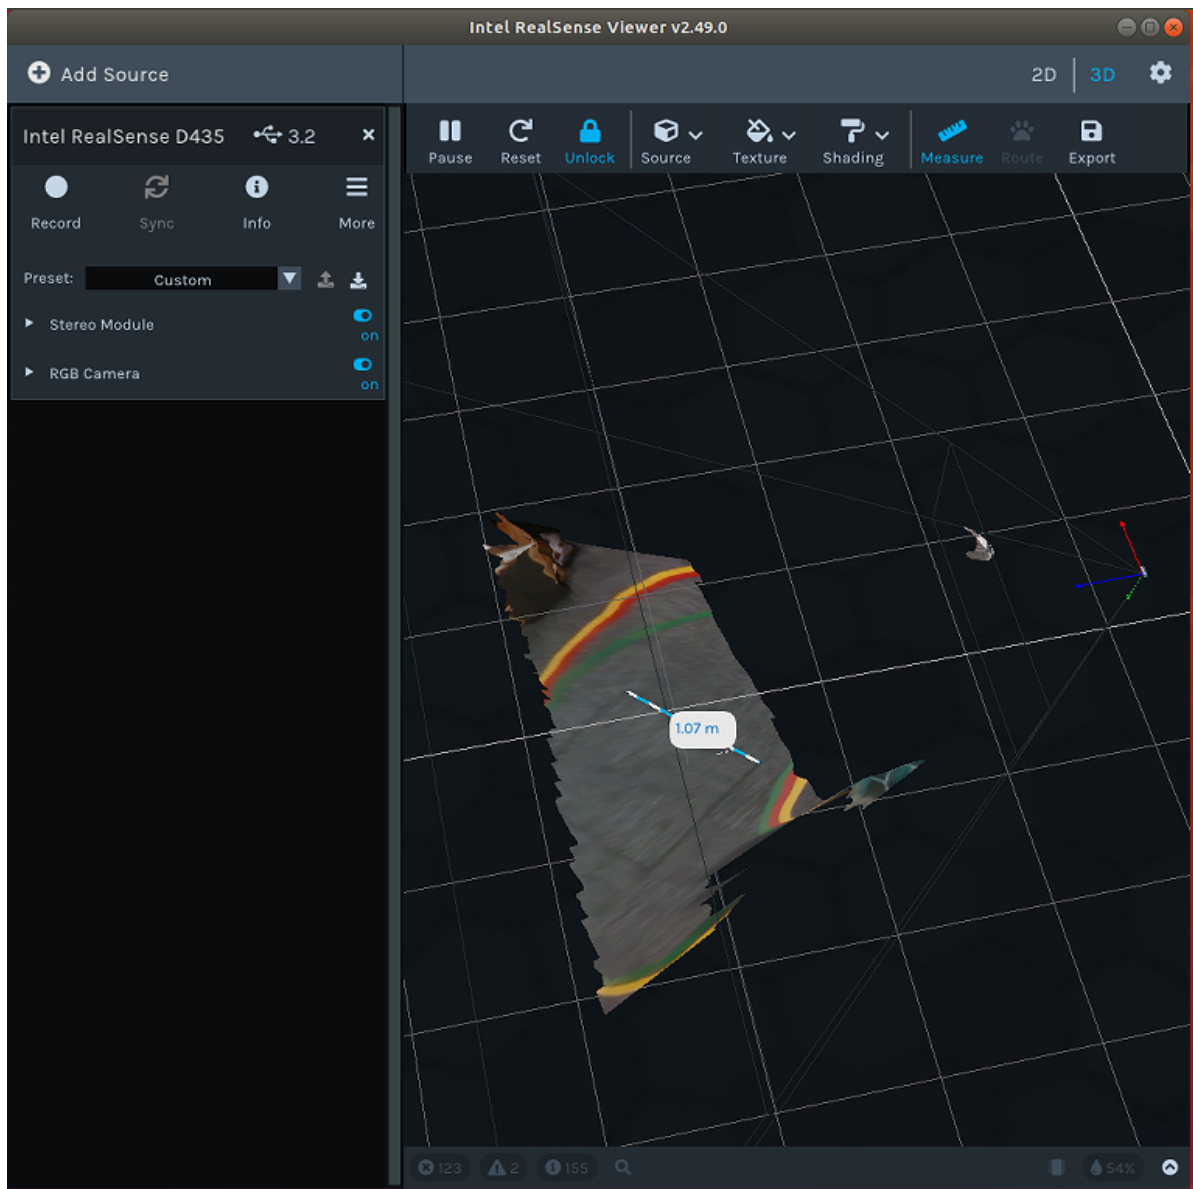 Intel RealSense Viewer v2.49.0
Add Source
2D
3D
Intel RealSense D435
3.2
Pause
Reset
Unlock
Source
Texture
Shading
Measure
Route
Export
Record
Sync
Info
More
Preset:
Custom
Stereo Module
on
RGB Camera
on
1.07 m
123
2
155
54%